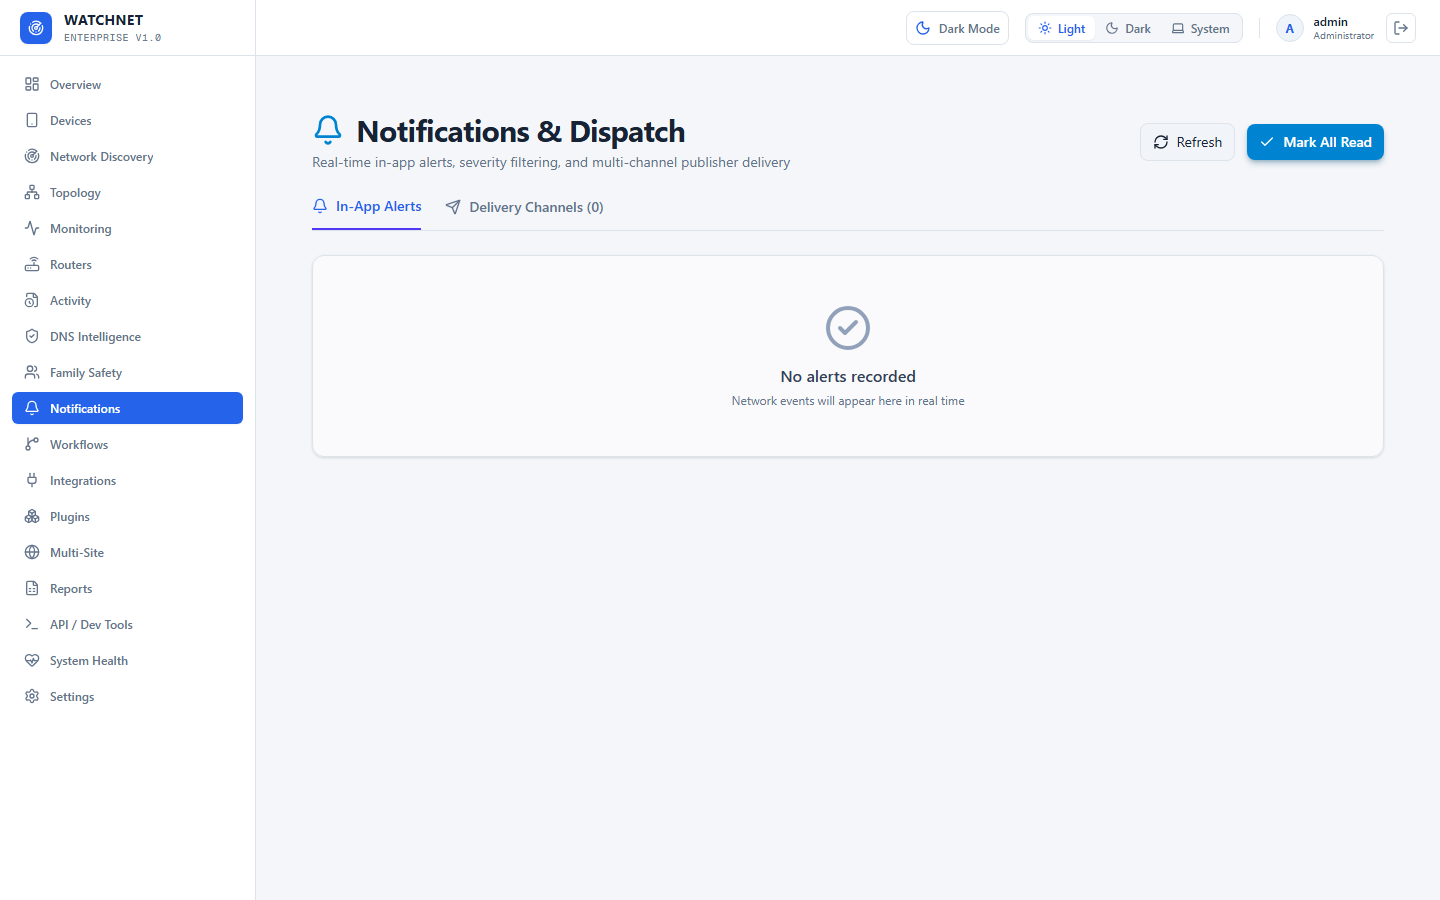 WATCHNET
ENTERPRISE V1.0
Dark Mode
Light
Dark
System
A
admin
Administrator
Overview
Devices
Network Discovery
Topology
Monitoring
Routers
Activity
DNS Intelligence
Family Safety
Notifications
Workflows
Integrations
Plugins
Multi-Site
Reports
API / Dev Tools
System Health
Settings
Notifications & Dispatch
Real-time in-app alerts, severity filtering, and multi-channel publisher delivery
Refresh
Mark All Read
In-App Alerts
Delivery Channels (0)
No alerts recorded
Network events will appear here in real time